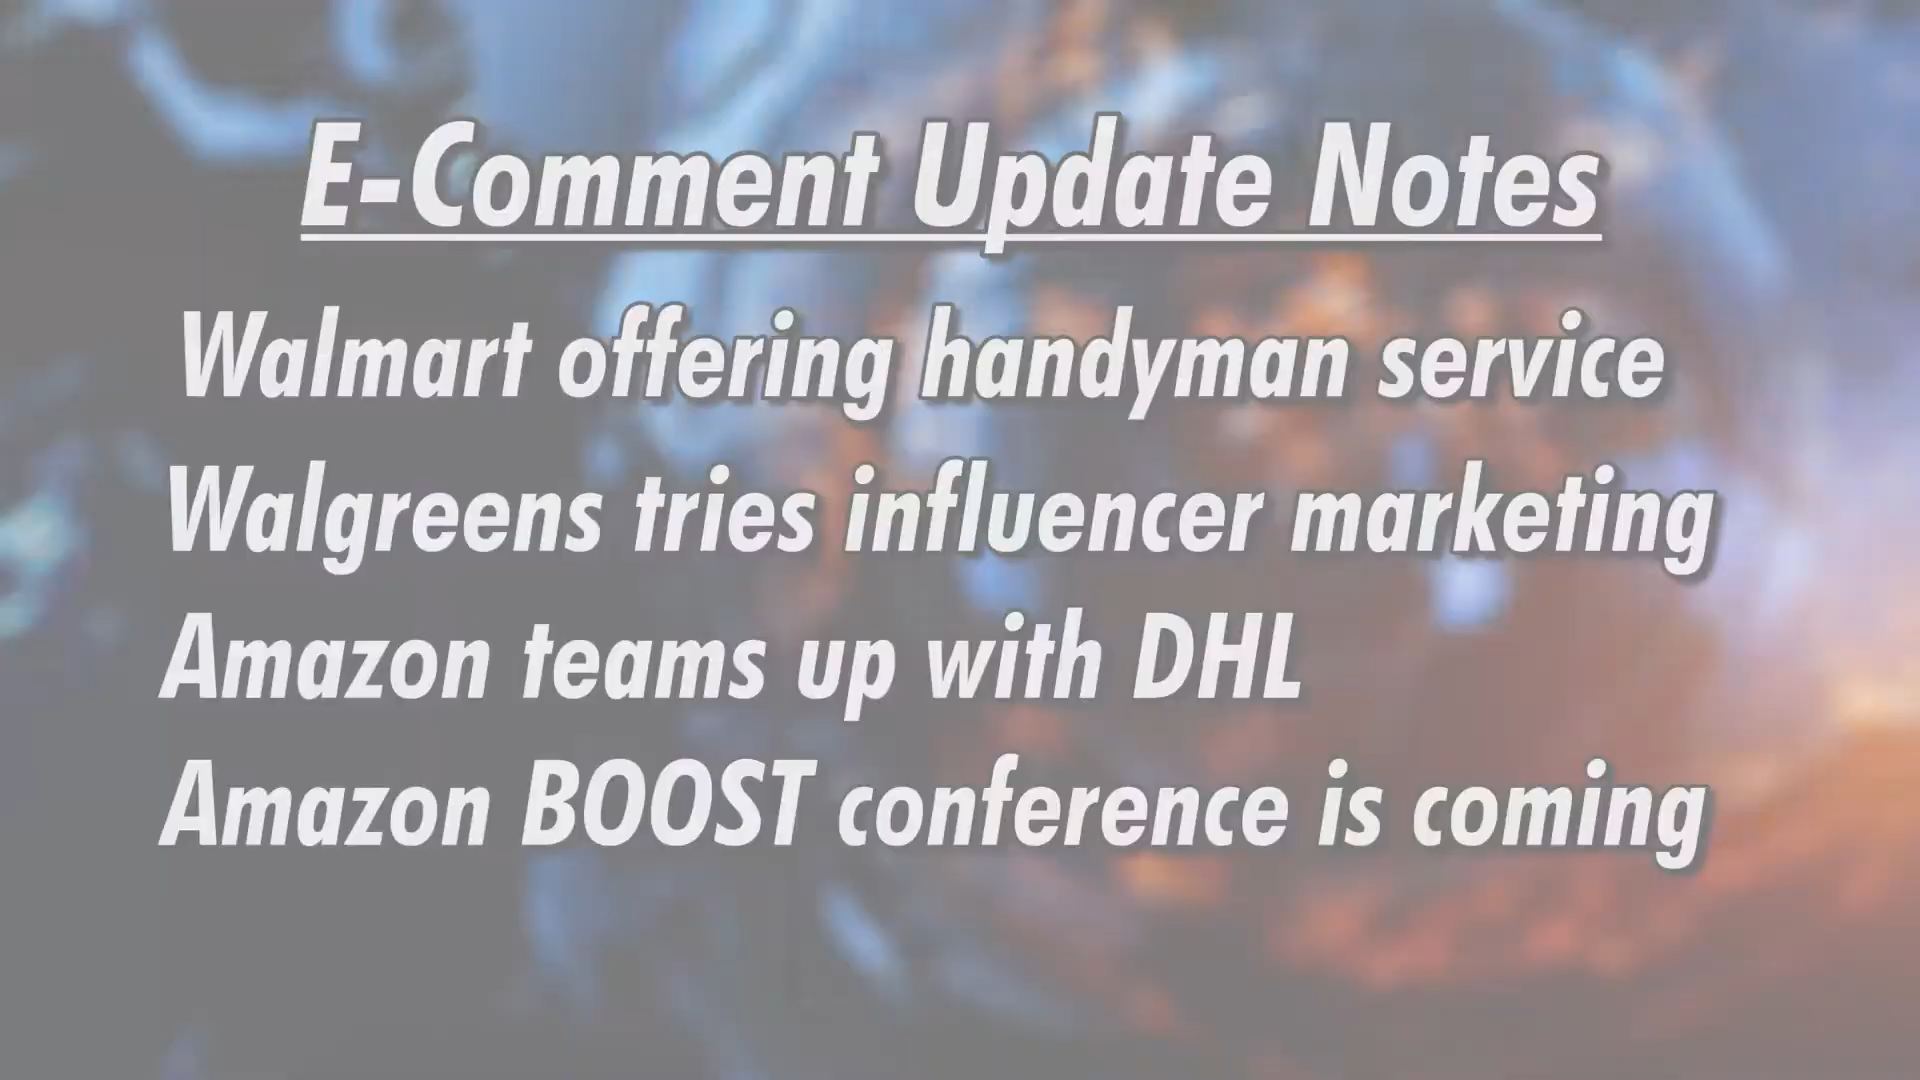 E-Comment Update Notes
Walmart offering handyman service
Walgreens tries influencer marketing
Amazon teams up with DHL
Amazon BOOST conference is coming